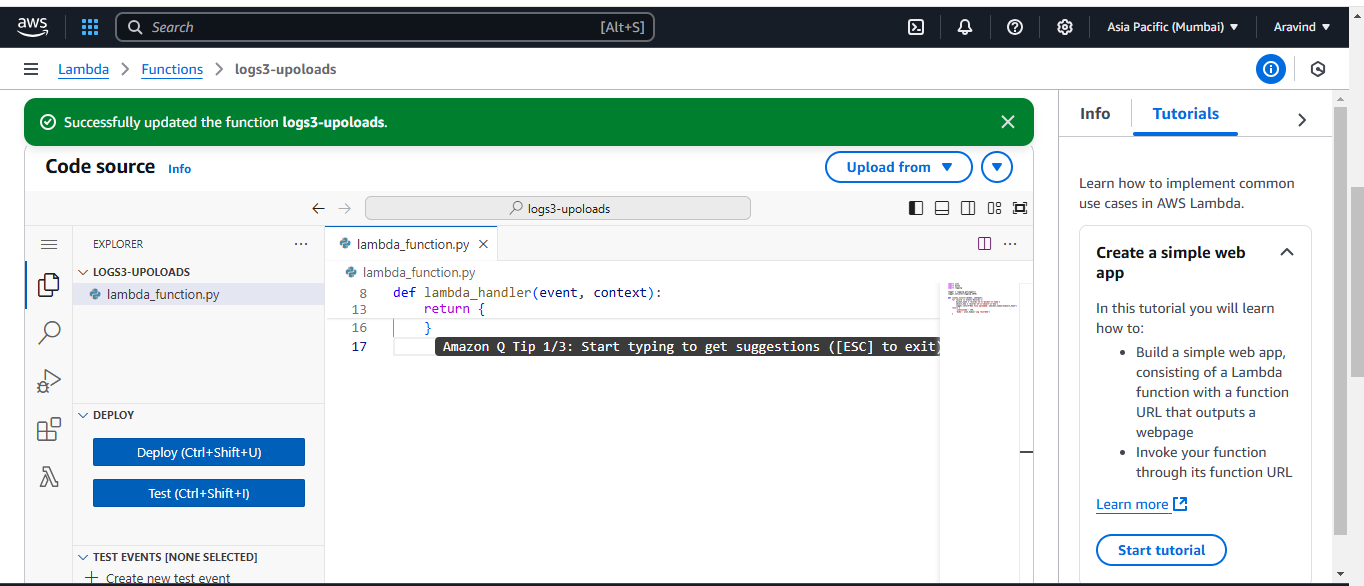 aws
Search
[Alt+S]
Asia Pacific (Mumbai)
Aravind
Lambda
Functions
logs3-upoloads
Successfully updated the function logs3-upoloads.
Code source Info
Upload from
logs3-upoloads
EXPLORER
LOGS3-UPOLOADS
lambda_function.py
DEPLOY
Deploy (Ctrl+Shift+U)
Test (Ctrl+Shift+I)
TEST EVENTS [NONE SELECTED]
Create new test event
lambda_function.py
lambda_function.py
8 def lambda_handler(event, context):
13 return {
16 }
17 Amazon Q Tip 1/3: Start typing to get suggestions ([ESC] to exit)
Info
Tutorials
Learn how to implement common
use cases in AWS Lambda.
Create a simple web
app
In this tutorial you will learn
how to:
• Build a simple web app,
consisting of a Lambda
function with a function
URL that outputs a
webpage
• Invoke your function
through its function URL
Learn more
Start tutorial